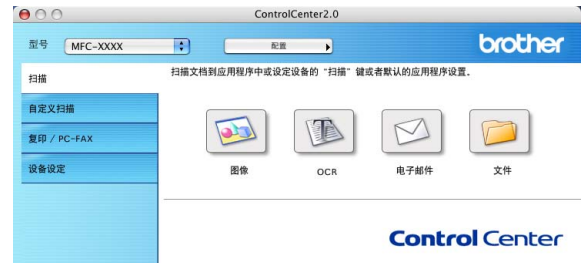 ControlCenter2.0
型号 MFC-XXXX 配置 brother
扫描文档到应用程序中或设定设备的“扫描”键或者默认的应用程序设置。
扫描
自定义扫描
复印 / PC-FAX
设备设定
图像 OCR 电子邮件 文件
Control Center